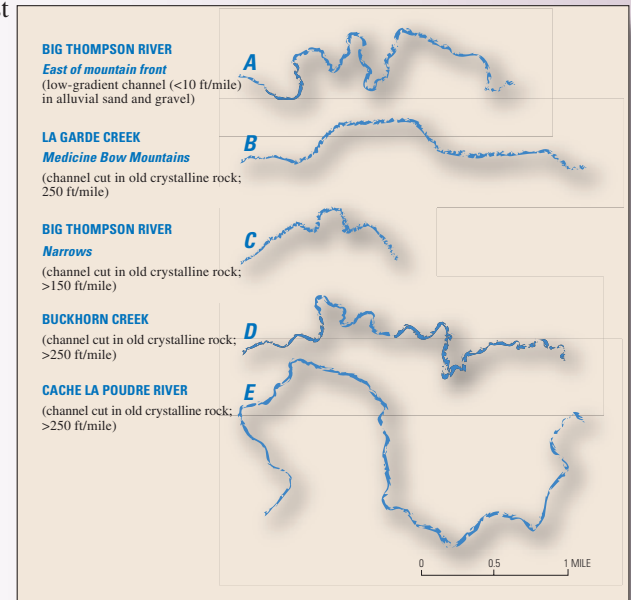 st
BIG THOMPSON RIVER
East of mountain front
(low-gradient channel (<10 ft/mile)
in alluvial sand and gravel)
A
LA GARDE CREEK
Medicine Bow Mountains
(channel cut in old crystalline rock;
250 ft/mile)
B
BIG THOMPSON RIVER
Narrows
(channel cut in old crystalline rock;
>150 ft/mile)
C
BUCKHORN CREEK
(channel cut in old crystalline rock;
>250 ft/mile)
D
CACHE LA POUDRE RIVER
(channel cut in old crystalline rock;
>250 ft/mile)
E
0 0.5 1 MILE